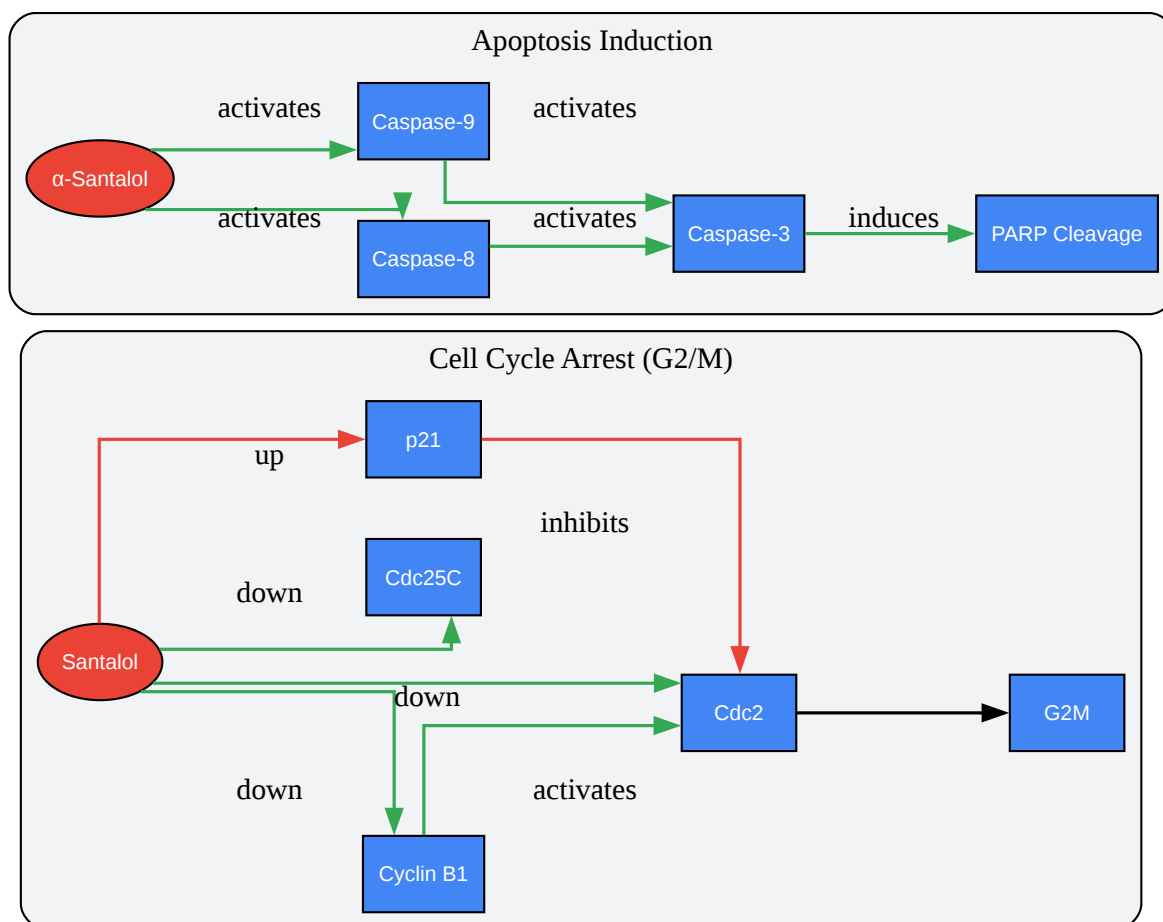 Apoptosis Induction
activates
Caspase-9
activates
α-Santalol
activates
Caspase-8
activates
Caspase-3
induces
PARP Cleavage
Cell Cycle Arrest (G2/M)
up
p21
inhibits
down
Cdc25C
Santalol
down
Cdc2
G2M
down
activates
Cyclin B1